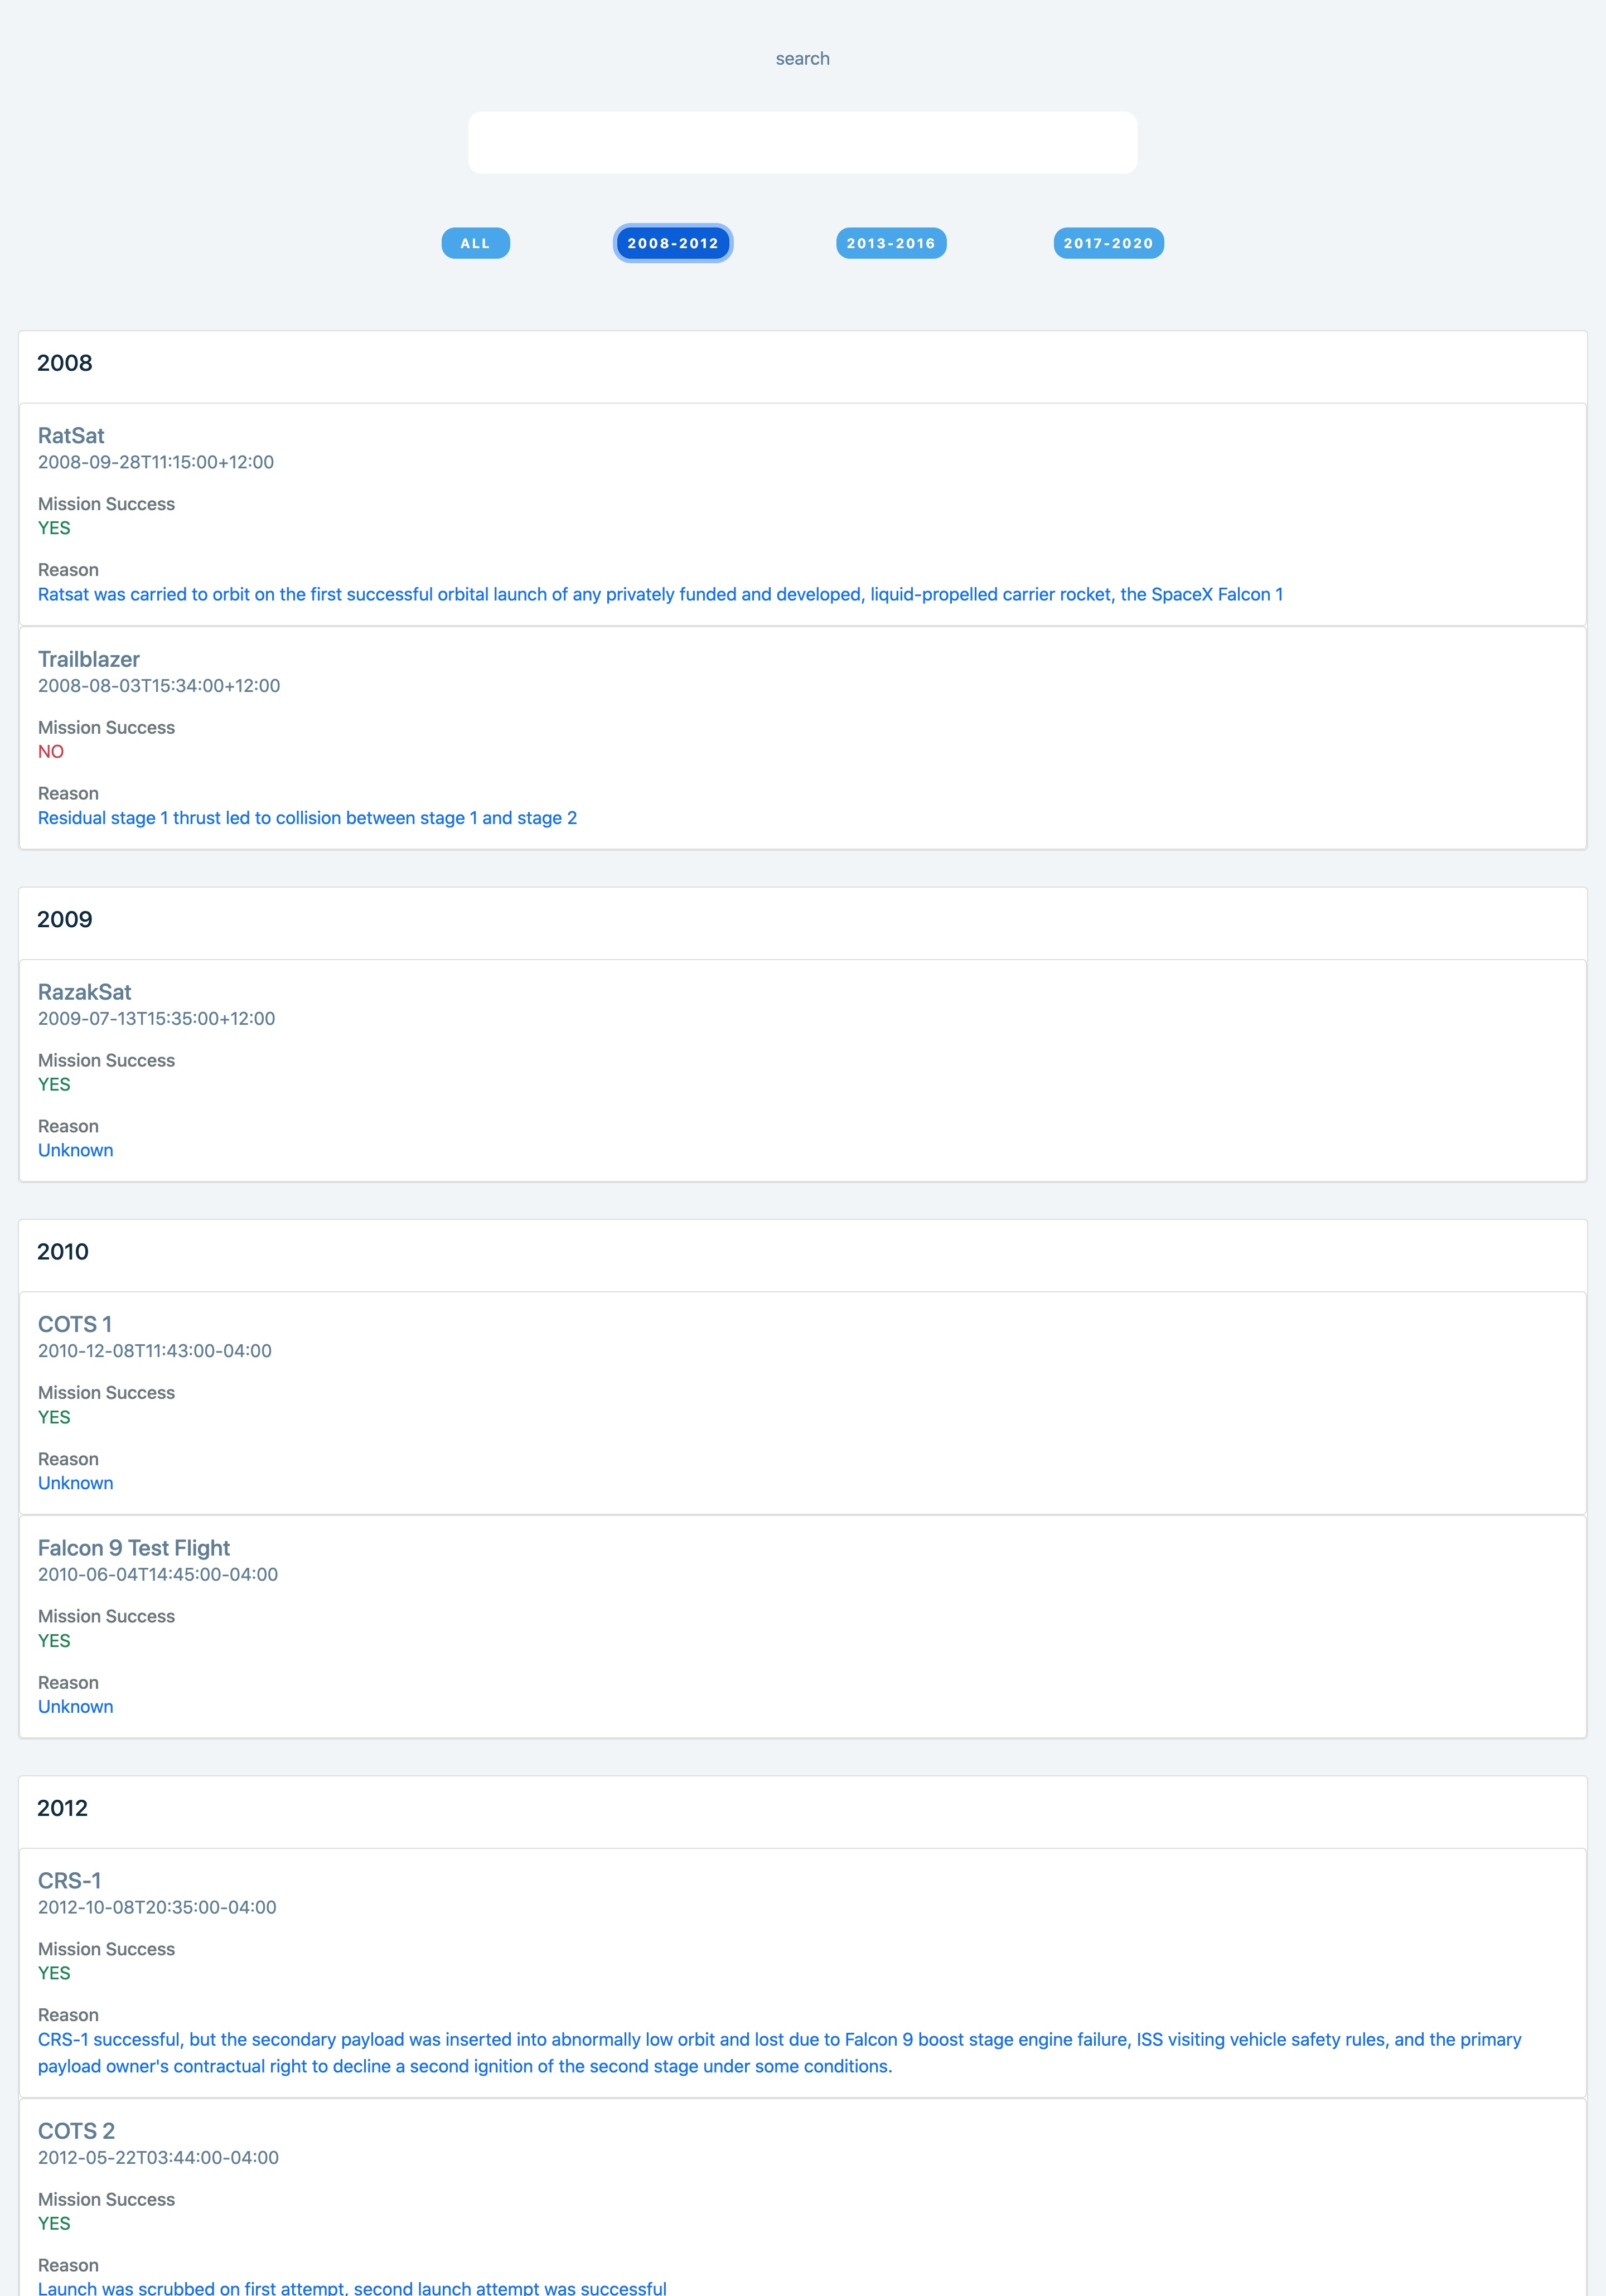 search
ALL
2008-2012
2013-2016
2017-2020
2008
RatSat
2008-09-28T11:15:00+12:00
Mission Success
YES
Reason
Ratsat was carried to orbit on the first successful orbital launch of any privately funded and developed, liquid-propelled carrier rocket, the SpaceX Falcon 1
Trailblazer
2008-08-03T15:34:00+12:00
Mission Success
NO
Reason
Residual stage 1 thrust led to collision between stage 1 and stage 2
2009
RazakSat
2009-07-13T15:35:00+12:00
Mission Success
YES
Reason
Unknown
2010
COTS 1
2010-12-08T11:43:00-04:00
Mission Success
YES
Reason
Unknown
Falcon 9 Test Flight
2010-06-04T14:45:00-04:00
Mission Success
YES
Reason
Unknown
2012
CRS-1
2012-10-08T20:35:00-04:00
Mission Success
YES
Reason
CRS-1 successful, but the secondary payload was inserted into abnormally low orbit and lost due to Falcon 9 boost stage engine failure, ISS visiting vehicle safety rules, and the primary
payload owner's contractual right to decline a second ignition of the second stage under some conditions.
COTS 2
2012-05-22T03:44:00-04:00
Mission Success
YES
Reason
Launch was scrubbed on first attempt, second launch attempt was successful